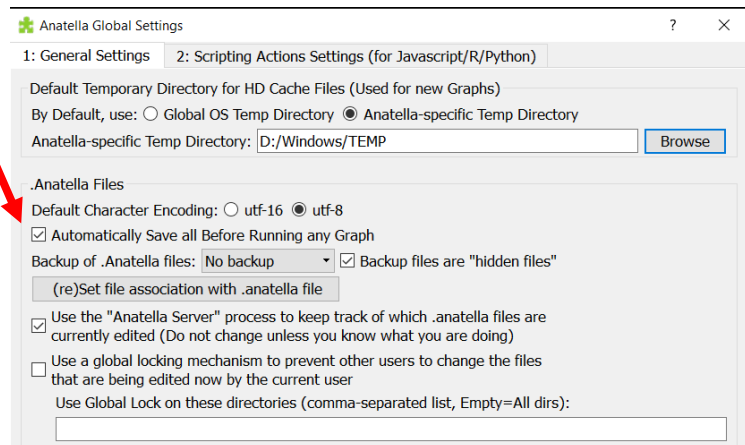 Anatella Global Settings ? ×
1: General Settings 2: Scripting Actions Settings (for Javascript/R/Python)
Default Temporary Directory for HD Cache Files (Used for new Graphs)
By Default, use: Global OS Temp Directory Anatella-specific Temp Directory
Anatella-specific Temp Directory: D:/Windows/TEMP Browse
.Anatella Files
Default Character Encoding: utf-16 utf-8
Automatically Save all Before Running any Graph
Backup of .Anatella files: No backup Backup files are "hidden files"
(re)Set file association with .anatella file
Use the "Anatella Server" process to keep track of which .anatella files are
currently edited (Do not change unless you know what you are doing)
Use a global locking mechanism to prevent other users to change the files
that are being edited now by the current user
Use Global Lock on these directories (comma-separated list, Empty=All dirs):